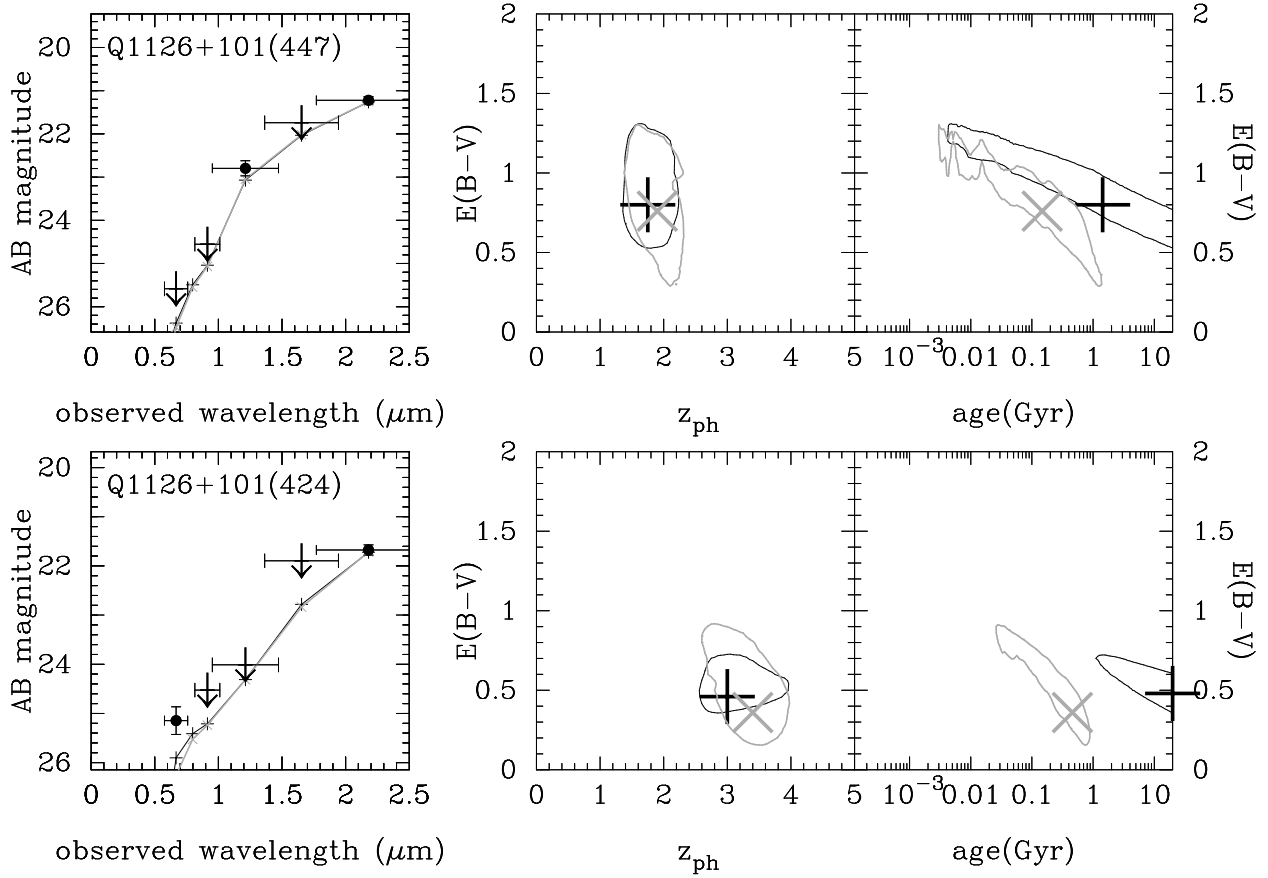 Q1126+101(447)
AB magnitude
20
22
24
26
0 0.5 1 1.5 2 2.5
observed wavelength (μm)
E(B−V)
2
1.5
1
0.5
0
0 1 2 3 4 5
z_ph
10⁻³ 0.01 0.1 1 10
age(Gyr)
2
1.5
1
0.5
0
E(B−V)
Q1126+101(424)
AB magnitude
20
22
24
26
0 0.5 1 1.5 2 2.5
observed wavelength (μm)
E(B−V)
2
1.5
1
0.5
0
0 1 2 3 4 5
z_ph
10⁻³ 0.01 0.1 1 10
age(Gyr)
2
1.5
1
0.5
0
E(B−V)